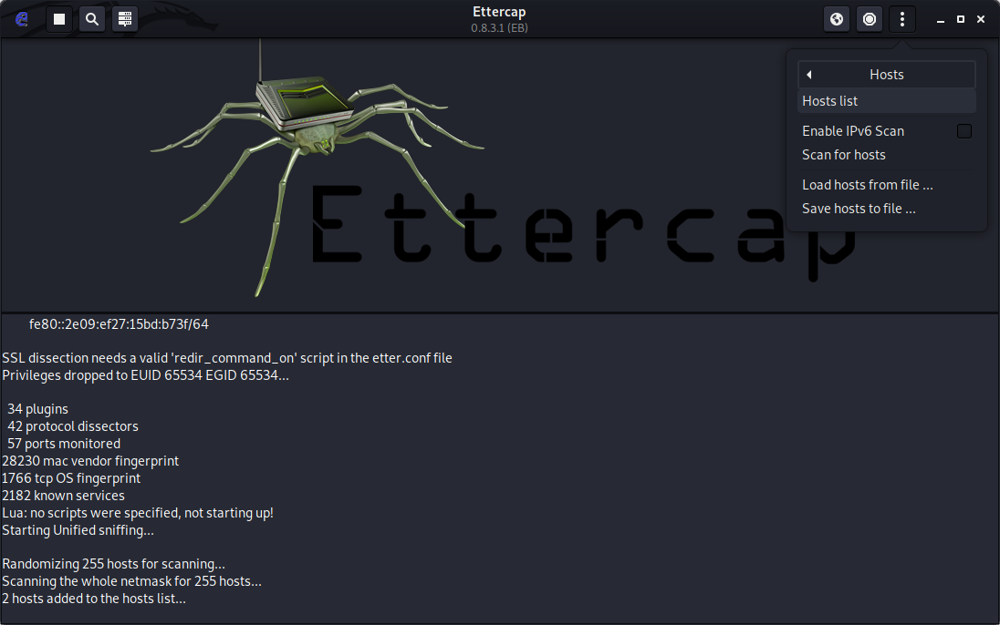 Ettercap
0.8.3.1 (EB)
Hosts
Hosts list
Enable IPv6 Scan
Scan for hosts
Load hosts from file ...
Save hosts to file ...
Ettercap
fe80::2e09:ef27:15bd:b73f/64
SSL dissection needs a valid 'redir_command_on' script in the etter.conf file
Privileges dropped to EUID 65534 EGID 65534...
34 plugins
42 protocol dissectors
57 ports monitored
28230 mac vendor fingerprint
1766 tcp OS fingerprint
2182 known services
Lua: no scripts were specified, not starting up!
Starting Unified sniffing...
Randomizing 255 hosts for scanning...
Scanning the whole netmask for 255 hosts...
2 hosts added to the hosts list...